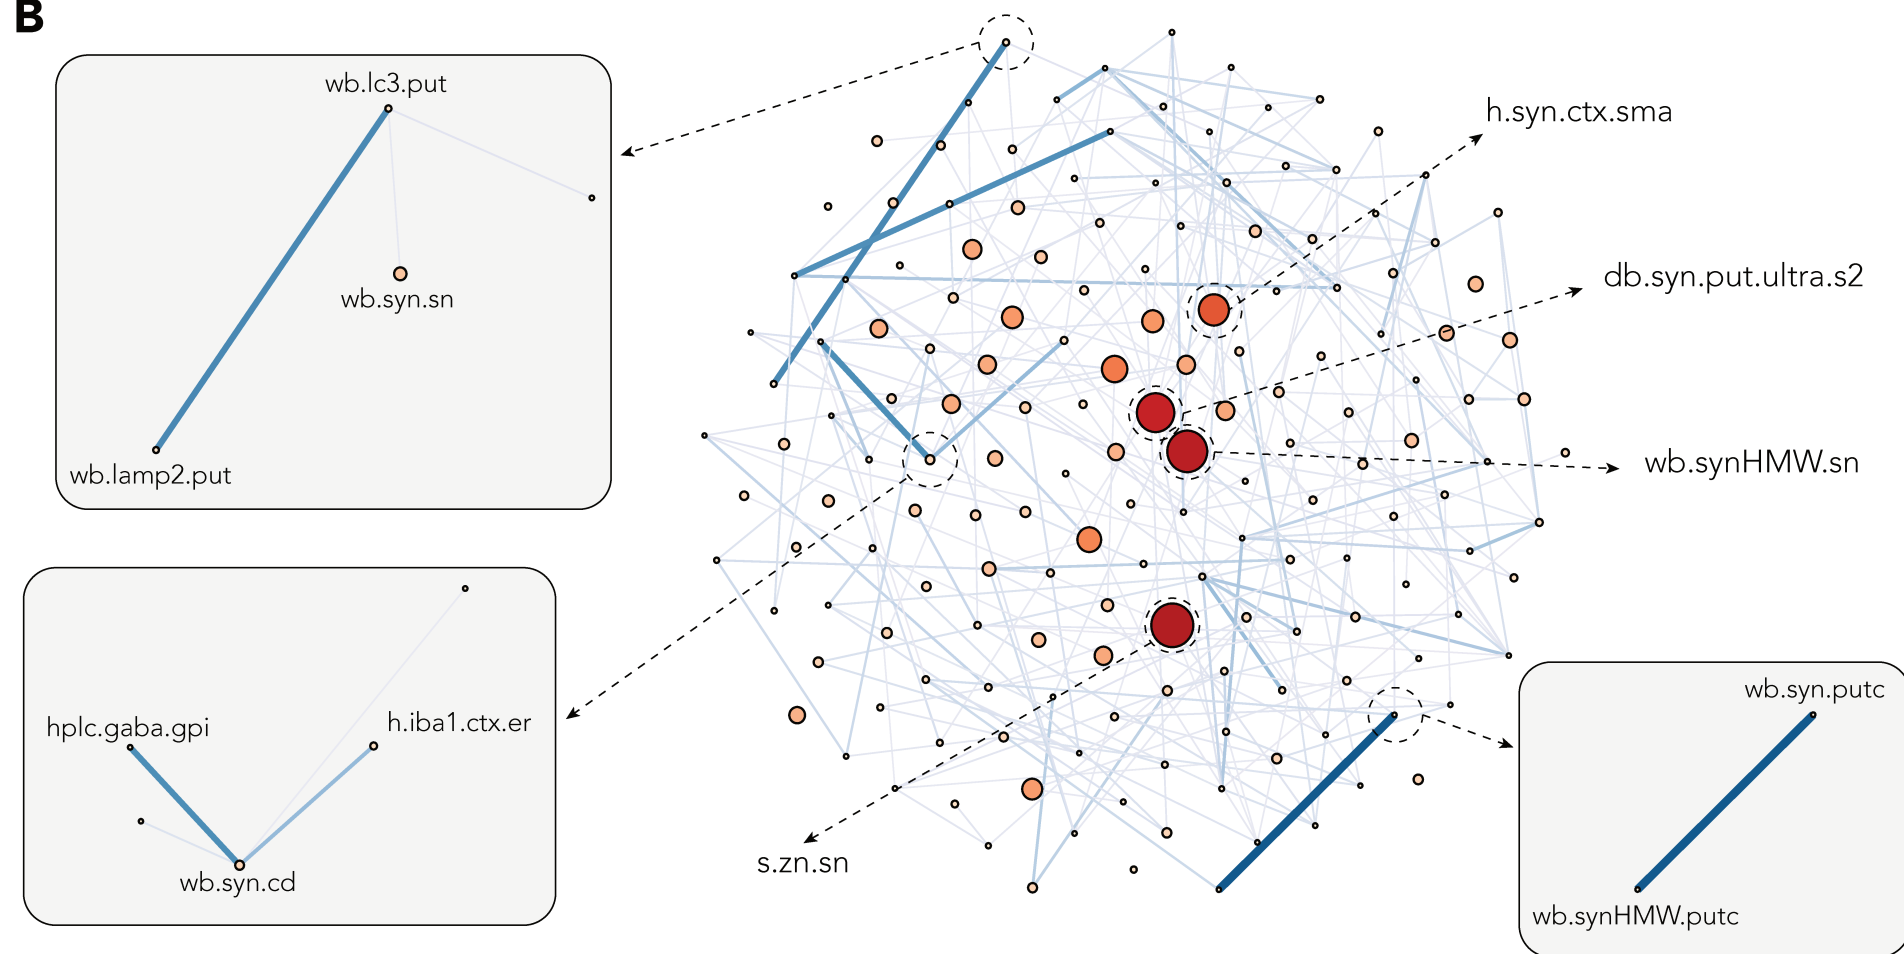 B
wb.lc3.put
wb.syn.sn
wb.lamp2.put
h.syn.ctx.sma
db.syn.put.ultra.s2
wb.synHMW.sn
hplc.gaba.gpi
h.iba1.ctx.er
wb.syn.cd
s.zn.sn
wb.syn.putc
wb.synHMW.putc